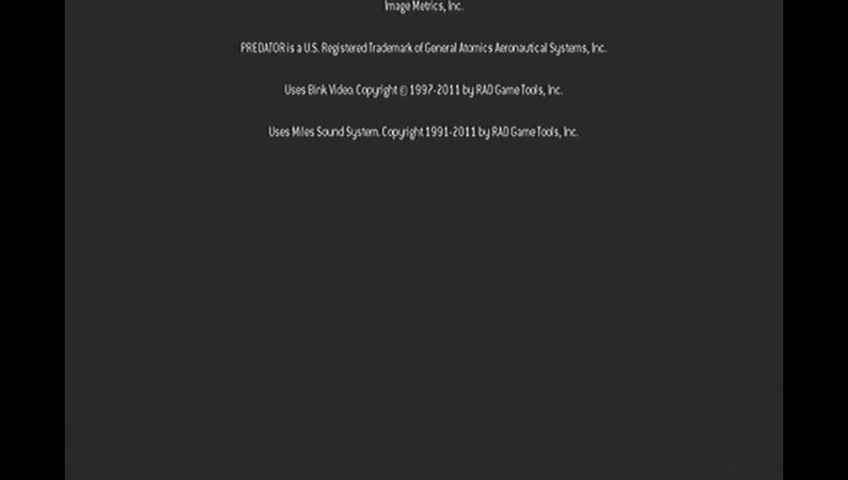 Image Metrics, Inc.
PREDATOR is a U.S. Registered Trademark of General Atomics Aeronautical Systems, Inc.
Uses Bink Video. Copyright © 1997-2011 by RAD Game Tools, Inc.
Uses Miles Sound System. Copyright 1991-2011 by RAD Game Tools, Inc.